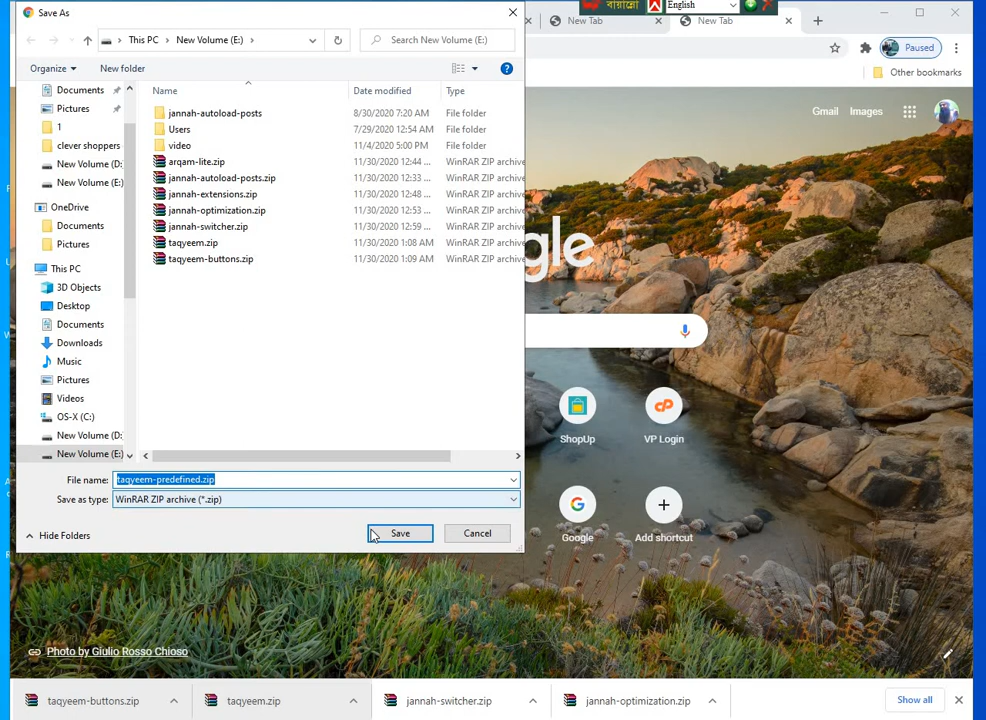 Save As
This PC
New Volume (E:)
Search New Volume (E:)
Organize
New folder
Name
Date modified
Type
Documents
Pictures
1
clever shoppers
New Volume (D:
New Volume (E:)
OneDrive
Documents
Pictures
This PC
3D Objects
Desktop
Documents
Downloads
Music
Pictures
Videos
OS-X (C:)
New Volume (D:
New Volume (E:
jannah-autoload-posts 8/30/2020 7:20 AM File folder
Users 7/29/2020 12:54 AM File folder
video 11/4/2020 5:00 PM File folder
arqam-lite.zip 11/30/2020 12:44 ... WinRAR ZIP archive
jannah-autoload-posts.zip 11/30/2020 12:33 ... WinRAR ZIP archive
jannah-extensions.zip 11/30/2020 12:48 ... WinRAR ZIP archive
jannah-optimization.zip 11/30/2020 12:53 ... WinRAR ZIP archive
jannah-switcher.zip 11/30/2020 12:59 ... WinRAR ZIP archive
taqyeem.zip 11/30/2020 1:08 AM WinRAR ZIP archive
taqyeem-buttons.zip 11/30/2020 1:09 AM WinRAR ZIP archive
File name: taqyeem-predefined.zip
Save as type: WinRAR ZIP archive (*.zip)
Hide Folders
Save
Cancel
English
New Tab
New Tab
Paused
Other bookmarks
Gmail
Images
gle
ShopUp
VP Login
Google
Add shortcut
Photo by Giulio Rosso Chioso
taqyeem-buttons.zip
taqyeem.zip
jannah-switcher.zip
jannah-optimization.zip
Show all